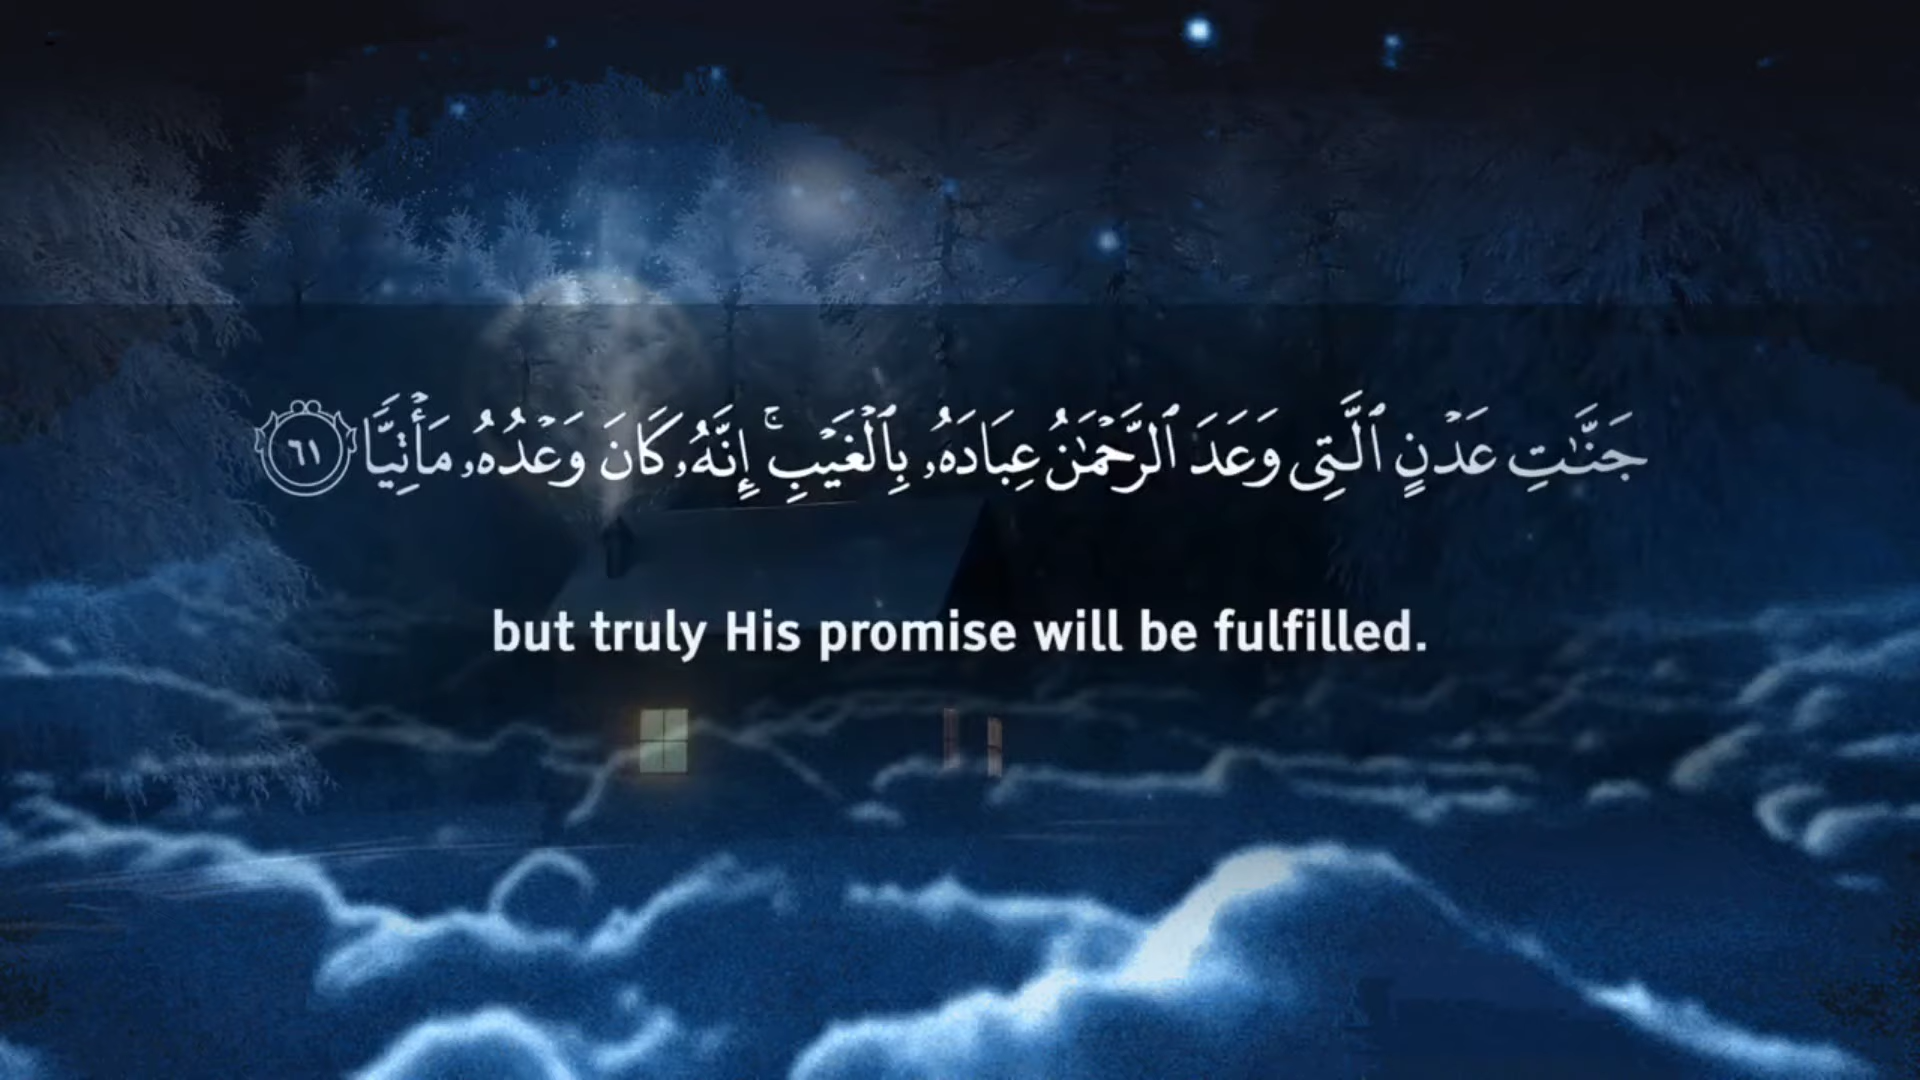 جَنَّـٰتِ عَدْنٍ ٱلَّتِى وَعَدَ ٱلرَّحْمَـٰنُ عِبَادَهُۥ بِٱلْغَيْبِ ۚ إِنَّهُۥ كَانَ وَعْدُهُۥ مَأْتِيًّا ٦١
but truly His promise will be fulfilled.